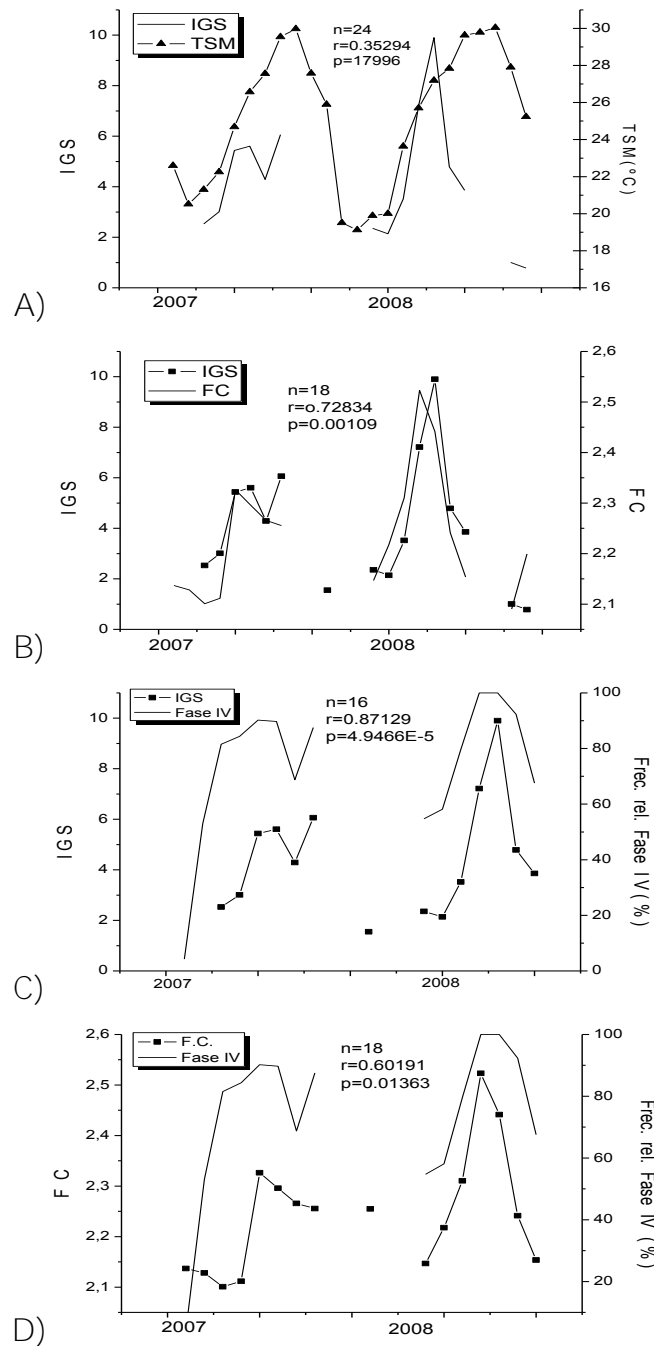 IGS
TSM
n=24
r=0.35294
p=17996
10
8
6
4
2
0
IGS
30
28
26
24
22
20
18
16
TSM(°C)
2007
2008
A)
IGS
FC
n=18
r=o.72834
p=0.00109
10
8
6
4
2
0
IGS
2,6
2,5
2,4
2,3
2,2
2,1
FC
2007
2008
B)
IGS
Fase IV
n=16
r=0.87129
p=4.9466E-5
10
8
6
4
2
0
IGS
100
80
60
40
20
0
Frec. rel. Fase IV (%)
2007
2008
C)
F.C.
Fase IV
n=18
r=0.60191
p=0.01363
2,6
2,5
2,4
2,3
2,2
2,1
FC
100
80
60
40
20
Frec. rel. Fase IV (%)
2007
2008
D)